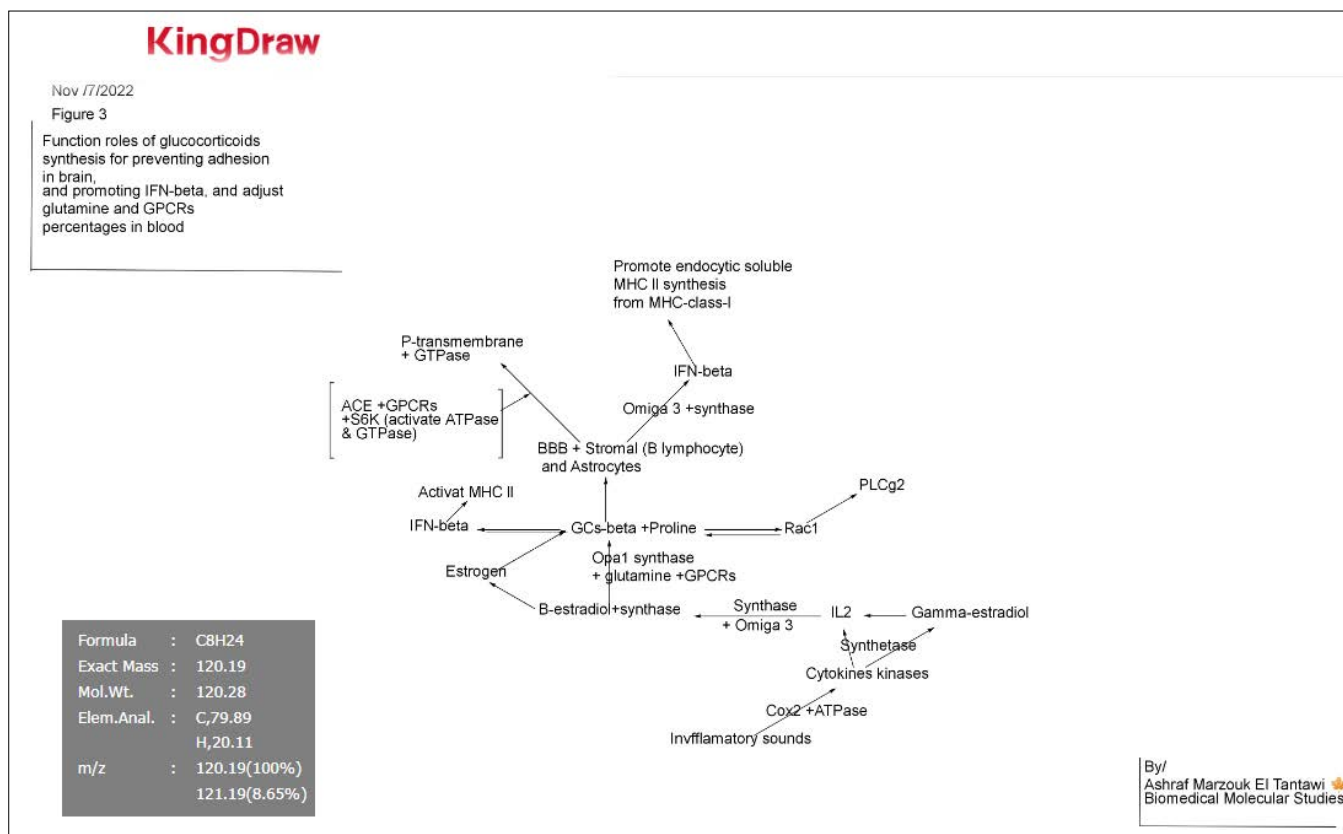 KingDraw
Nov /7/2022
Figure 3
Function roles of glucocorticoids
synthesis for preventing adhesion
in brain,
and promoting IFN-beta, and adjust
glutamine and GPCRs
percentages in blood
Promote endocytic soluble
MHC II synthesis
from MHC-class-I
P-transmembrane
+ GTPase
IFN-beta
ACE +GPCRs
+S6K (activate ATPase
& GTPase)
Omiga 3 +synthase
BBB + Stromal (B lymphocyte)
and Astrocytes
Activat MHC II
PLCg2
IFN-beta
GCs-beta +Proline
Rac1
Opa1 synthase
+ glutamine +GPCRs
Estrogen
B-estradiol+synthase
Synthase
+ Omiga 3
IL2
Gamma-estradiol
Synthetase
Cytokines kinases
Cox2 +ATPase
Invfflamatory sounds
Formula : C8H24
Exact Mass : 120.19
Mol.Wt. : 120.28
Elem.Anal. : C,79.89
H,20.11
m/z : 120.19(100%)
121.19(8.65%)
By/
Ashraf Marzouk El Tantawi
Biomedical Molecular Studies